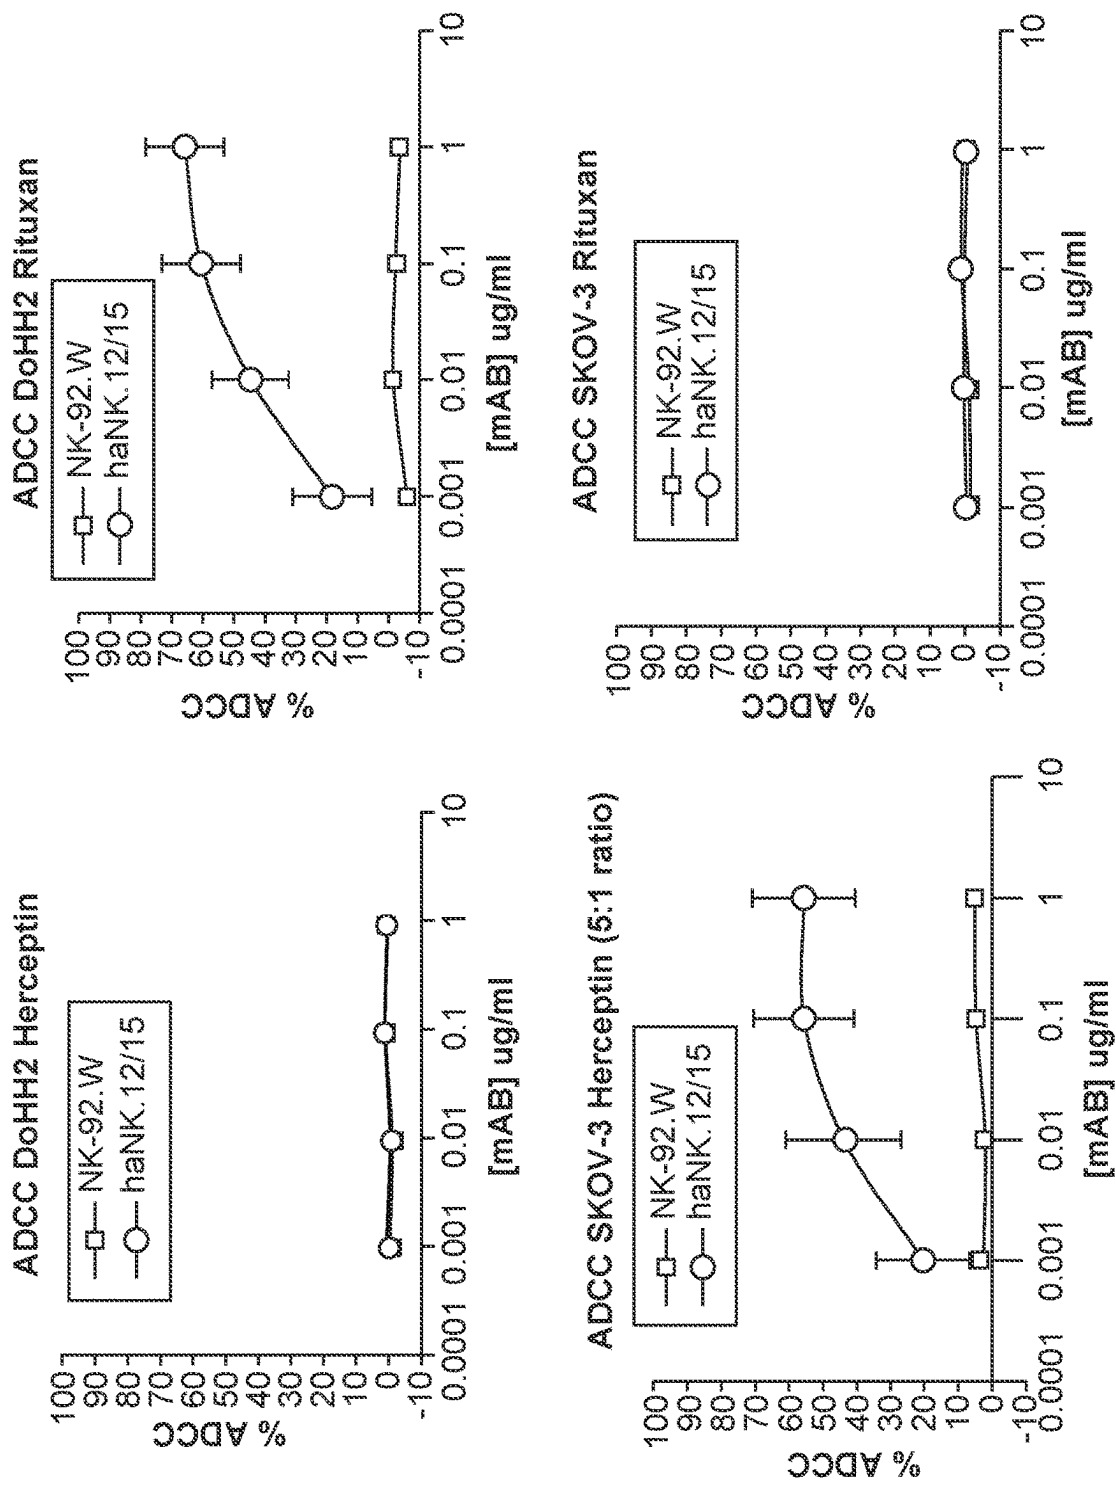 ADCC DoHH2 Herceptin
NK-92.W
haNK.12/15
% ADCC
100
90
80
70
60
50
40
30
20
10
0
-10
0.0001 0.001 0.01 0.1 1 10
[mAB] ug/ml
ADCC DoHH2 Rituxan
NK-92.W
haNK.12/15
% ADCC
100
90
80
70
60
50
40
30
20
10
0
-10
0.0001 0.001 0.01 0.1 1 10
[mAB] ug/ml
ADCC SKOV-3 Herceptin (5:1 ratio)
NK-92.W
haNK.12/15
% ADCC
100
90
80
70
60
50
40
30
20
10
0
-10
0.0001 0.001 0.01 0.1 1 10
[mAB] ug/ml
ADCC SKOV-3 Rituxan
NK-92.W
haNK.12/15
% ADCC
100
90
80
70
60
50
40
30
20
10
0
-10
0.0001 0.001 0.01 0.1 1 10
[mAB] ug/ml